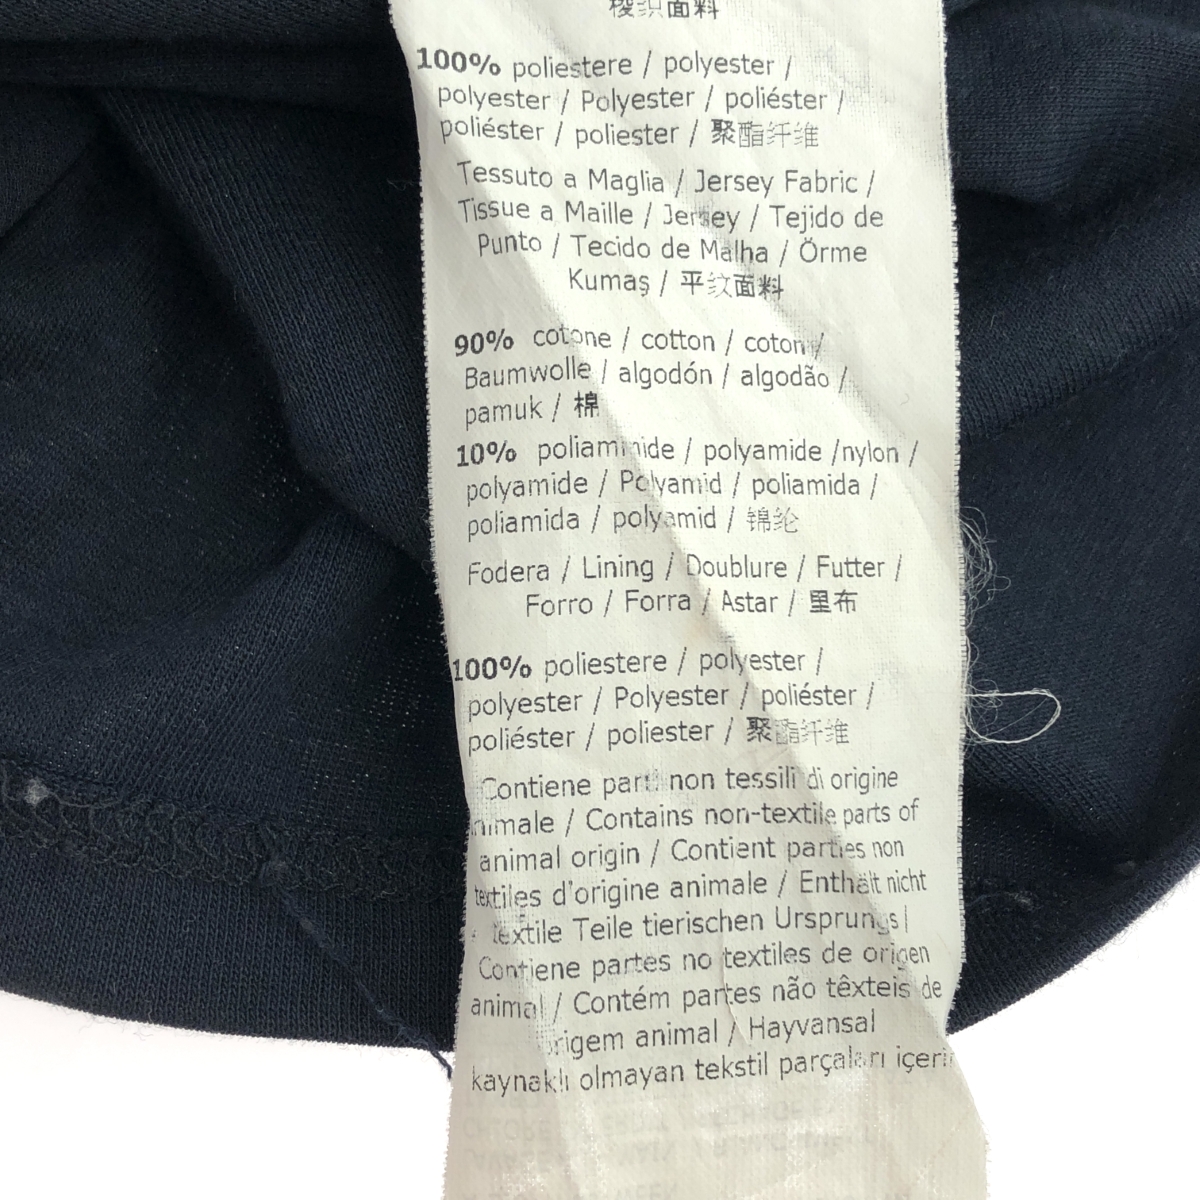 梭织面料
100% poliestere / polyester /
polyester / Polyester / poliéster /
poliéster / poliester / 聚酯纤维
Tessuto a Maglia / Jersey Fabric /
Tissue a Maille / Jersey / Tejido de
Punto / Tecido de Malha / Örme
Kumaş / 平纹面料
90% cotone / cotton / coton /
Baumwolle / algodón / algodão /
pamuk / 棉
10% poliammide / polyamide /nylon /
polyamide / Polyamid / poliamida /
poliamida / polyamid / 锦纶
Fodera / Lining / Doublure / Futter /
Forro / Forra / Astar / 里布
100% poliestere / polyester /
polyester / Polyester / poliéster /
poliéster / poliester / 聚酯纤维
Contiene parti non tessili di origine
animale / Contains non-textile parts of
animal origin / Contient parties non
textiles d'origine animale / Enthält nicht
textile Teile tierischen Ursprungs|
Contiene partes no textiles de origen
animal / Contém partes não têxteis de
origem animal / Hayvansal
kaynaklı olmayan tekstil parçaları içerir